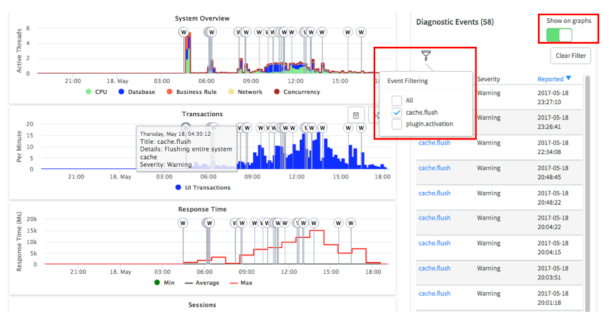 System Overview
Active Threads
6
4
2
0
W W W W W W W W W
21:00 18. May 03:00 06:00 09:00 12:00 15:00 18:00
CPU Database Business Rule Network Concurrency
Transactions
Per Minute
20
15
10
5
0
Thursday, May 18, 04:30:12
Title: cache.flush
Details: Flushing entire system
cache
Severity: Warning
21:00 18. May 03:00 06:00 09:00 12:00 15:00 18:00
UI Transactions
Response Time
Response Time (Ms)
20k
15k
10k
5k
0
W W W W W W W W W
21:00 18. May 03:00 06:00 09:00 12:00 15:00 18:00
Min Average Max
Sessions
Diagnostic Events (58)
Show on graphs
Clear Filter
Event Filtering
All
cache.flush
plugin.activation
Severity Reported
Warning 2017-05-18
23:27:10
Warning 2017-05-18
23:26:41
cache.flush Warning 2017-05-18
22:34:08
cache.flush Warning 2017-05-18
20:48:45
cache.flush Warning 2017-05-18
20:48:22
cache.flush Warning 2017-05-18
20:04:22
cache.flush Warning 2017-05-18
20:04:15
cache.flush Warning 2017-05-18
20:03:51
cache.flush Warning 2017-05-18
20:01:18